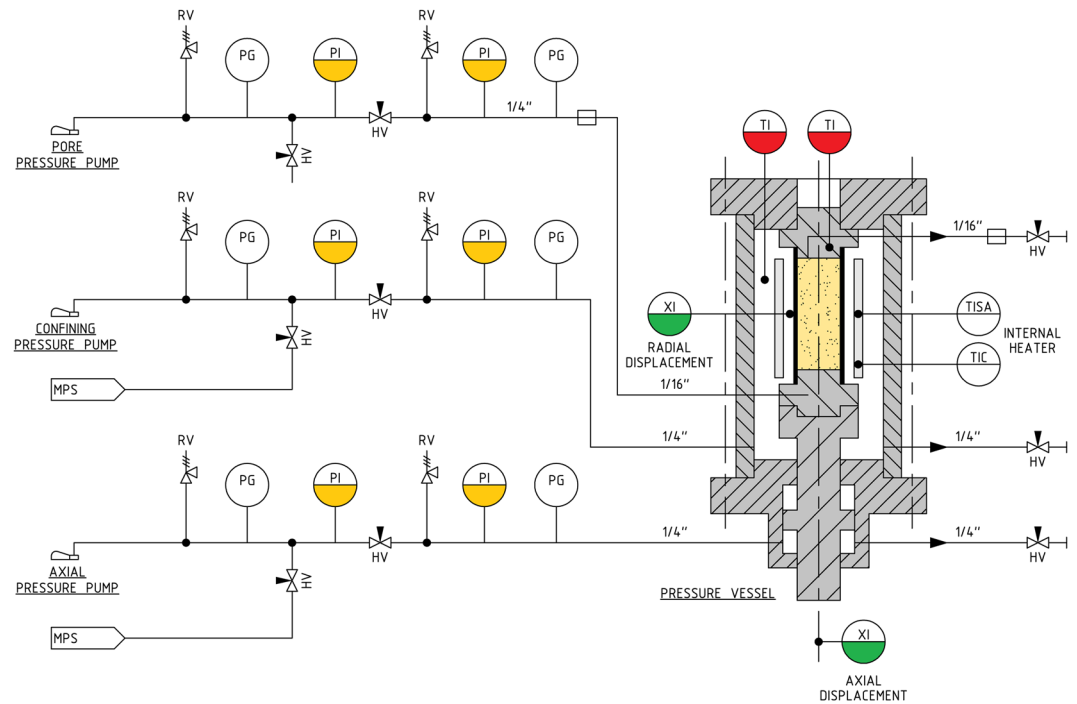 RV
RV
PG
PI
PI
PG
1/4"
HV
HV
PORE
PRESSURE PUMP
TI
TI
RV
RV
PG
PI
PI
PG
1/16"
HV
HV
HV
CONFINING
PRESSURE PUMP
MPS
XI
RADIAL
DISPLACEMENT
TISA
INTERNAL
HEATER
TIC
1/16"
1/4"
1/4"
HV
RV
RV
PG
PI
PI
PG
1/4"
1/4"
HV
HV
HV
AXIAL
PRESSURE PUMP
MPS
PRESSURE VESSEL
XI
AXIAL
DISPLACEMENT